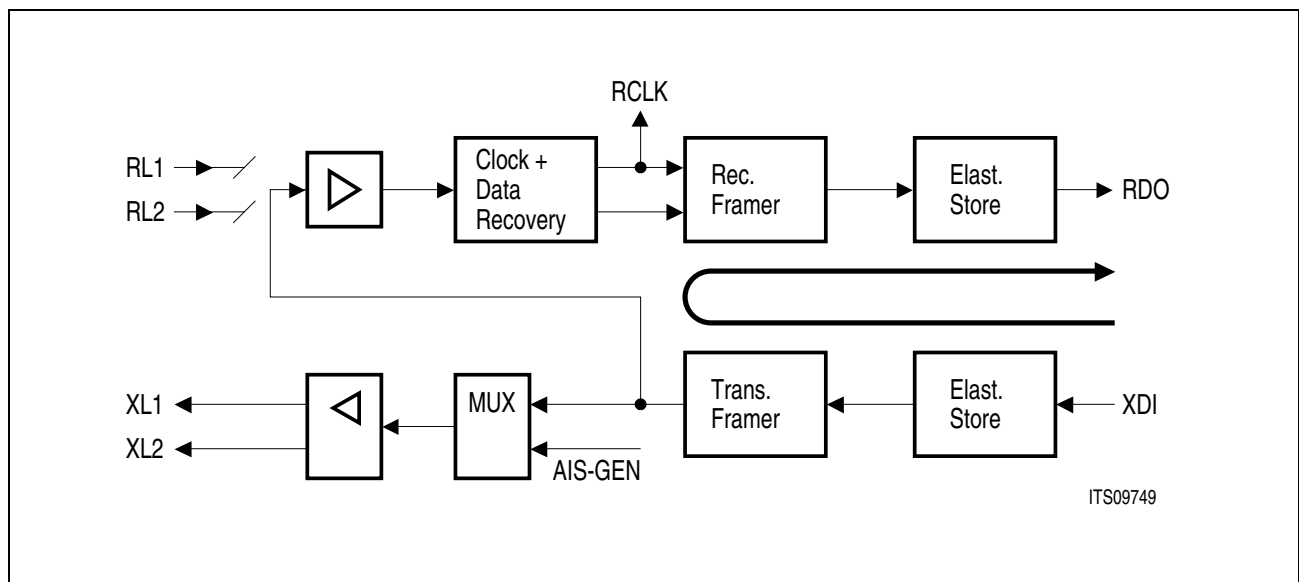 RCLK
RL1
RL2
Clock +
Data
Recovery
Rec.
Framer
Elast.
Store
RDO
XL1
XL2
MUX
AIS-GEN
Trans.
Framer
Elast.
Store
XDI
ITS09749